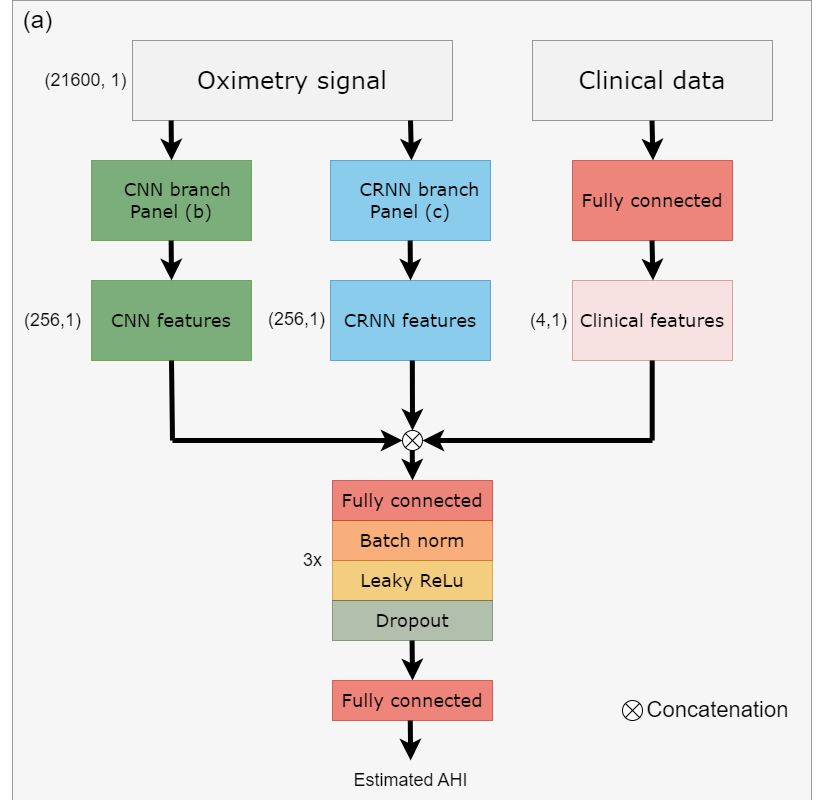 (a)
(21600, 1)
Oximetry signal
Clinical data
CNN branch
Panel (b)
CRNN branch
Panel (c)
Fully connected
(256,1)
CNN features
(256,1)
CRNN features
(4,1)
Clinical features
Fully connected
Batch norm
3x
Leaky ReLu
Dropout
Fully connected
Concatenation
Estimated AHI